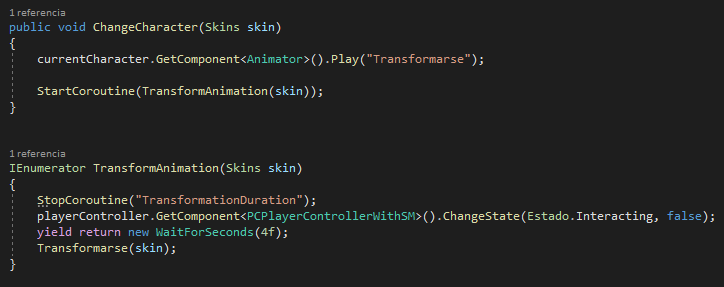 1 referencia
public void ChangeCharacter(Skins skin)
{
    currentCharacter.GetComponent<Animator>().Play("Transformarse");
    StartCoroutine(TransformAnimation(skin));
}
1 referencia
IEnumerator TransformAnimation(Skins skin)
{
    StopCoroutine("TransformationDuration");
    playerController.GetComponent<PCPlayerControllerWithSM>().ChangeState(Estado.Interacting, false);
    yield return new WaitForSeconds(4f);
    Transformarse(skin);
}